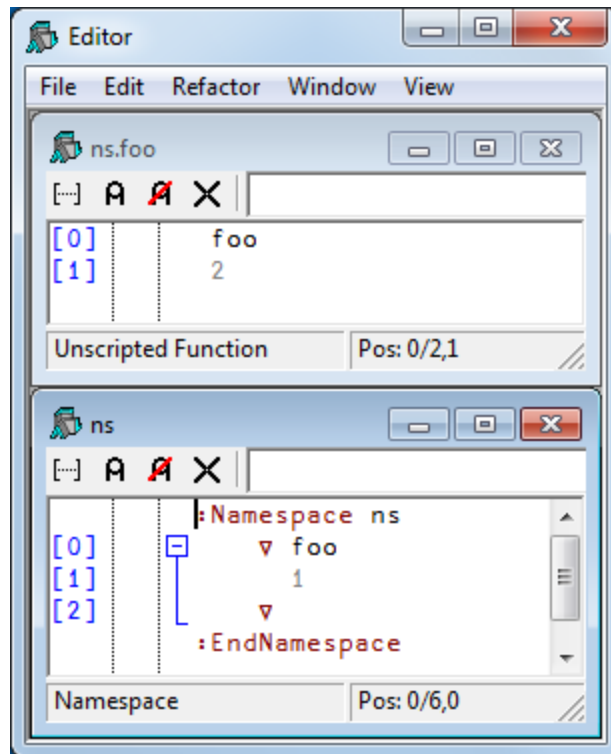 Editor
File Edit Refactor Window View
ns.foo
[0] foo
[1] 2
Unscripted Function Pos: 0/2,1
ns
:Namespace ns
[0] ∇ foo
[1] 1
[2] ∇
:EndNamespace
Namespace Pos: 0/6,0